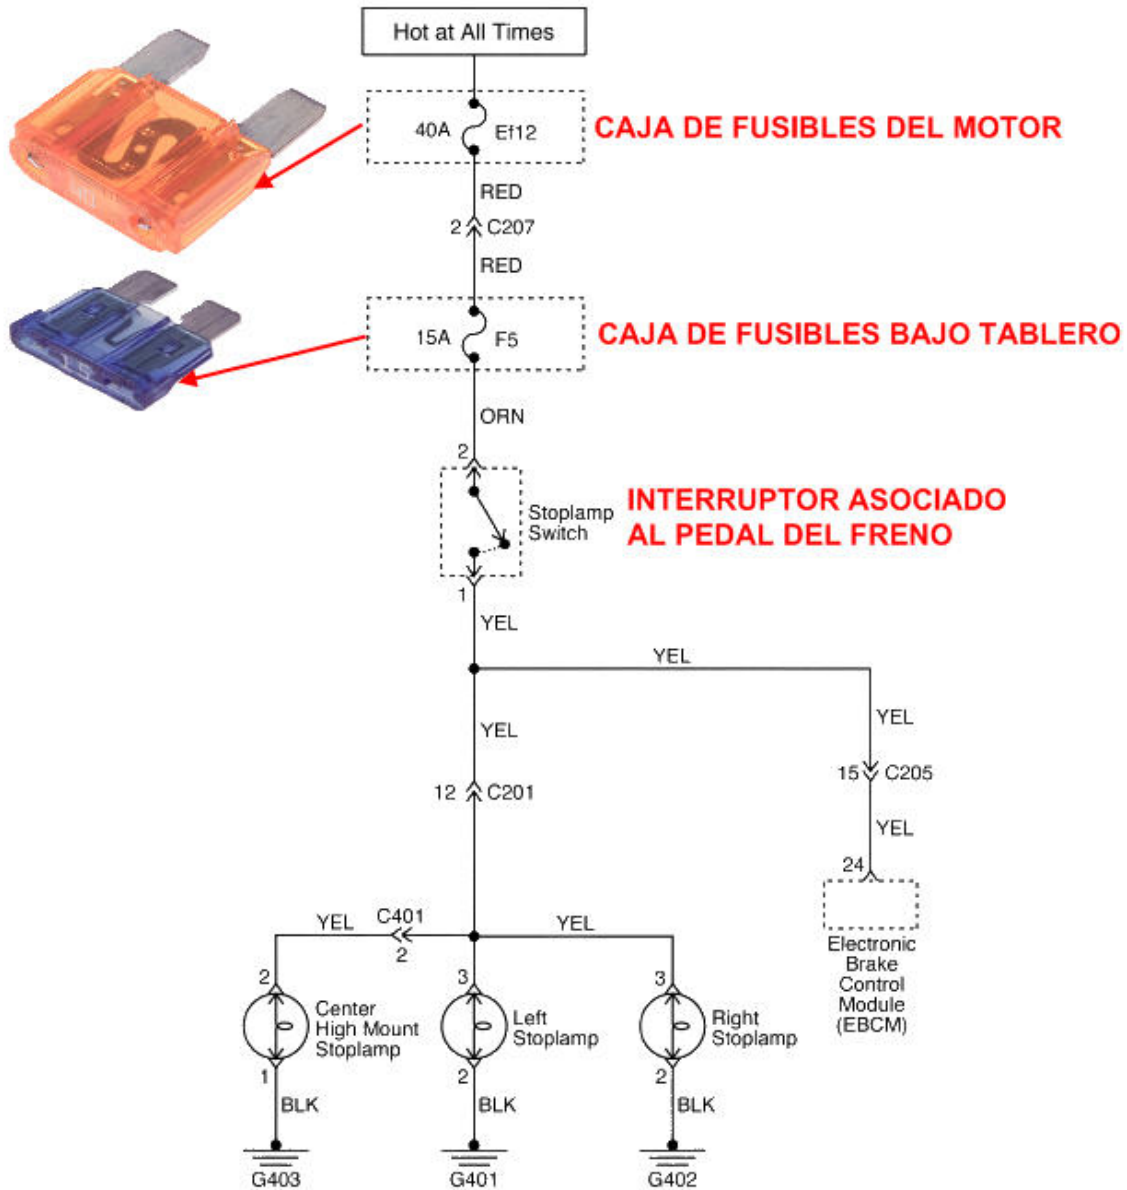 Hot at All Times
40A
Ef12
CAJA DE FUSIBLES DEL MOTOR
RED
2
C207
RED
15A
F5
CAJA DE FUSIBLES BAJO TABLERO
15
ORN
2
Stoplamp
Switch
INTERRUPTOR ASOCIADO
AL PEDAL DEL FRENO
1
YEL
YEL
YEL
YEL
12
C201
15
C205
YEL
24
Electronic
Brake
Control
Module
(EBCM)
YEL
C401
2
YEL
2
Center
High Mount
Stoplamp
1
3
Left
Stoplamp
2
3
Right
Stoplamp
2
BLK
BLK
BLK
G403
G401
G402